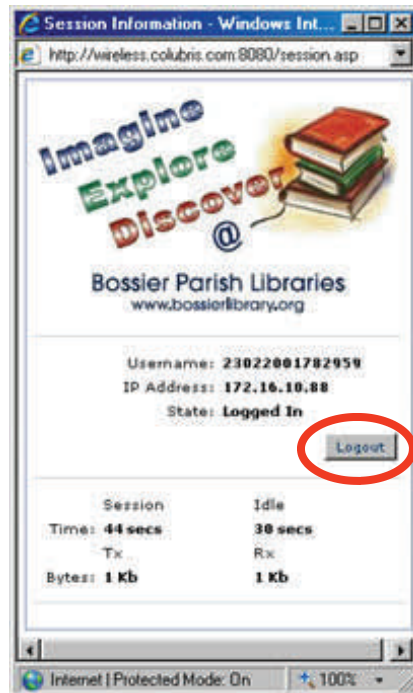 Session Information - Windows Int...
http://wireless.colubris.com:8080/session.asp
Imagine
Explore
Discover
@
Bossier Parish Libraries
www.bossierlibrary.org
Username: 23022001782959
IP Address: 172.16.10.88
State: Logged In
Logout
Session Idle
Time: 44 secs 30 secs
Tx Rx
Bytes: 1 Kb 1 Kb
Internet | Protected Mode: On 100%